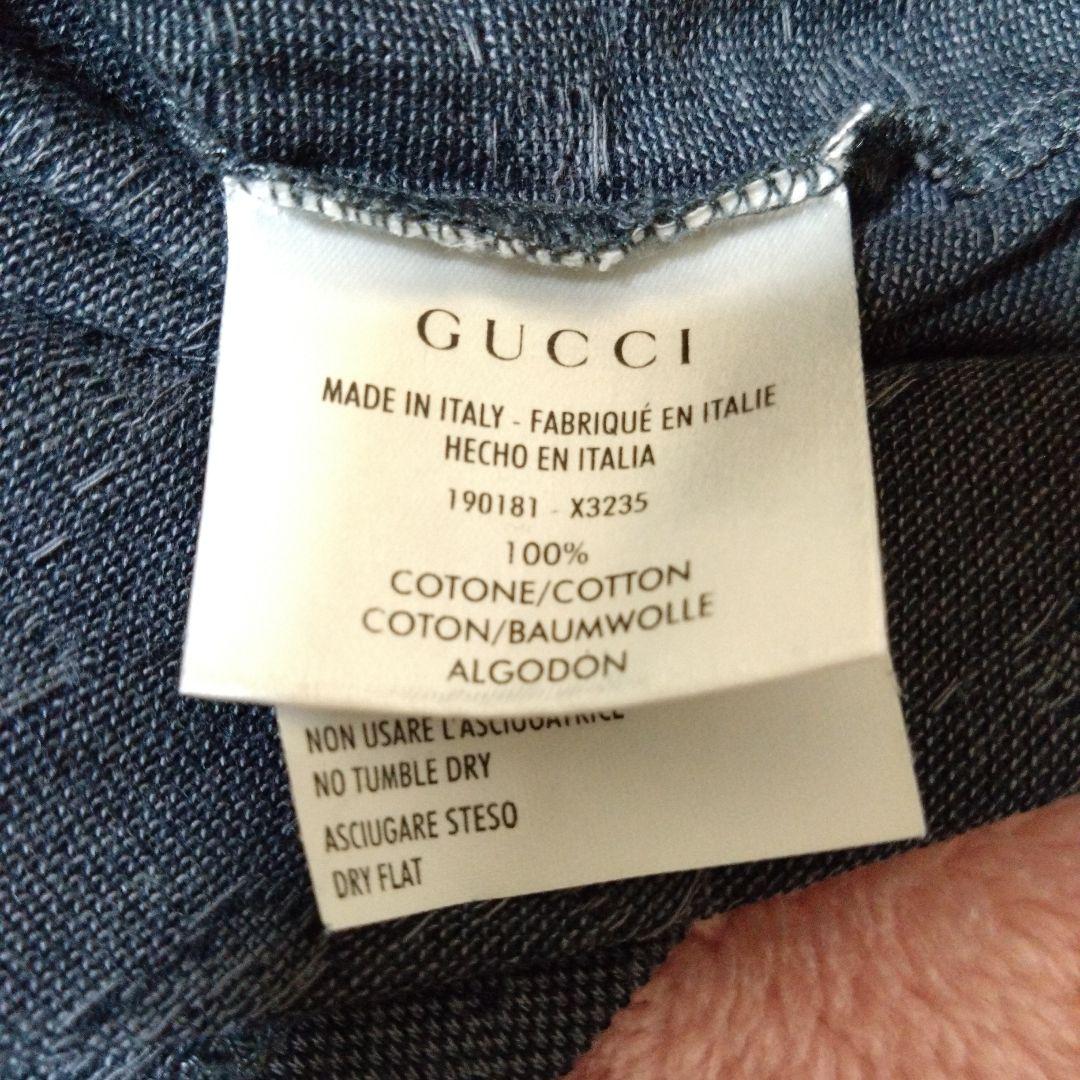 GUCCI
MADE IN ITALY - FABRIQUÉ EN ITALIE
HECHO EN ITALIA
190181 - X3235
100%
COTONE/COTTON
COTON/BAUMWOLLE
ALGODÓN
NON USARE L'ASCIUGATRICE
NO TUMBLE DRY
ASCIUGARE STESO
DRY FLAT